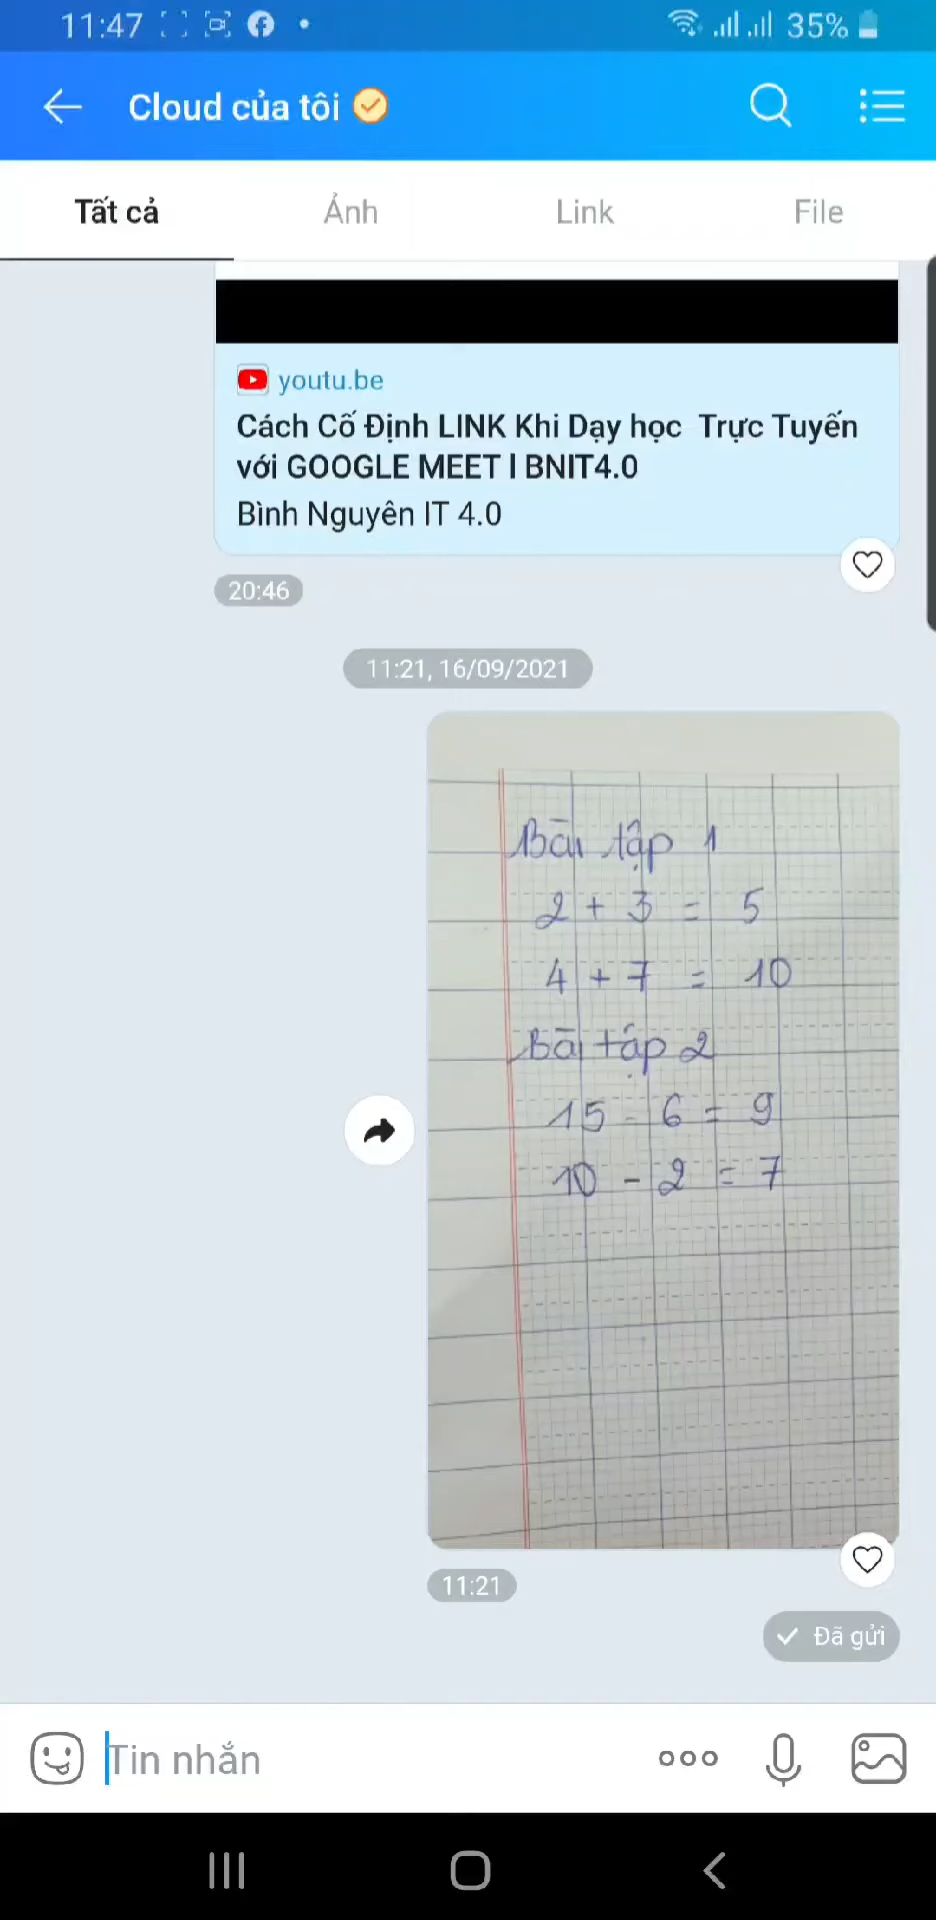 11:47 35%
Cloud của tôi
Tất cả Ảnh Link File
youtu.be
Cách Cố Định LINK Khi Dạy học Trực Tuyến
với GOOGLE MEET l BNIT4.0
Bình Nguyên IT 4.0
20:46
11:21, 16/09/2021
Bài tập 1
2 + 3 = 5
4 + 7 = 10
Bài tập 2
15 - 6 = 9
10 - 2 = 7
11:21
Đã gửi
Tin nhắn